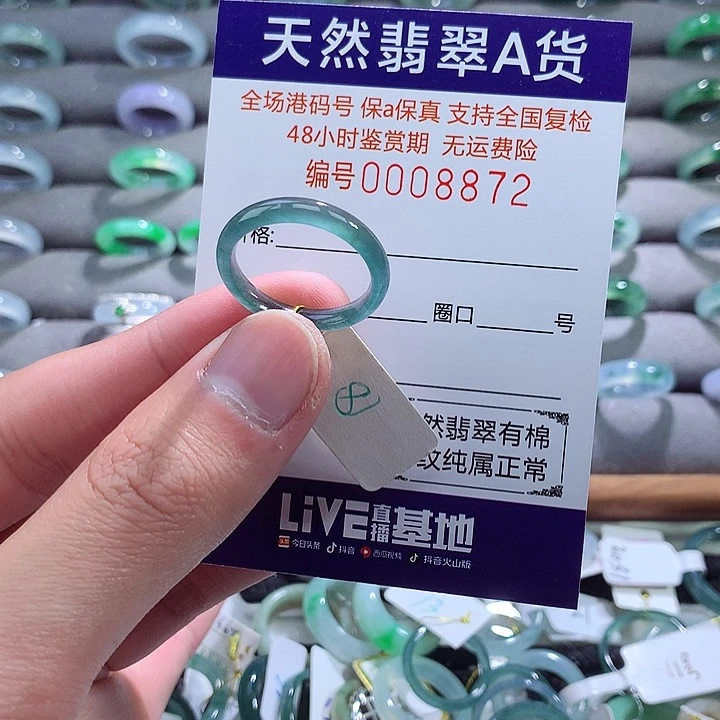 天然翡翠A货
全场港码号 保a保真 支持全国复检
48小时鉴赏期 无运费险
编号0008872
格:
圈口 号
8
然翡翠有棉
纹纯属正常
LiVE直播基地
头条 今日头条 抖音 西瓜视频 抖音火山版